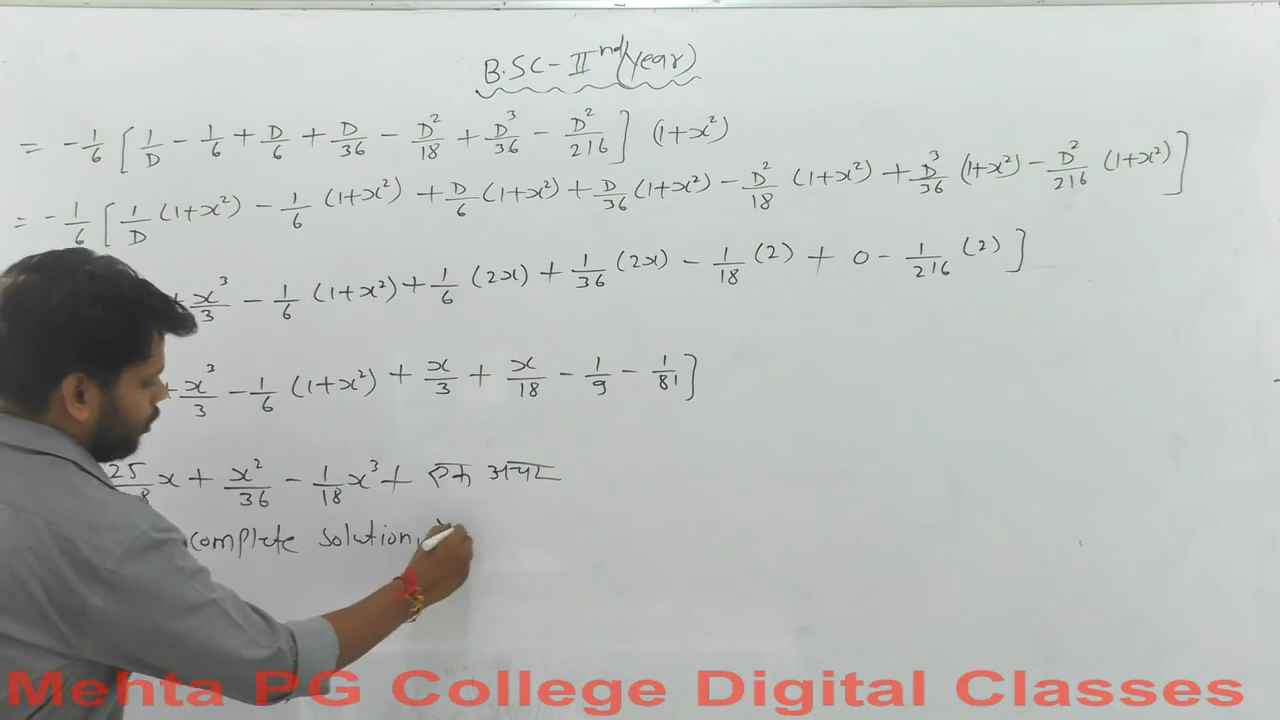 B.SC-IInd(Year)
= -1/6 [1/D - 1/6 + D/6 + D/36 - D²/18 + D³/36 - D²/216] (1+x²)
= -1/6 [1/D (1+x²) - 1/6 (1+x²) + D/6 (1+x²) + D/36 (1+x²) - D²/18 (1+x²) + D³/36 (1+x²) - D²/216 (1+x²)]
+ x³/3 - 1/6 (1+x²) + 1/6 (2x) + 1/36 (2x) - 1/18 (2) + 0 - 1/216 (2)]
+ x³/3 - 1/6 (1+x²) + x/3 + x/18 - 1/9 - 1/81]
x + x²/36 - 1/18 x³ + एक अचर
complete solution,
Mehta PG College Digital Classes